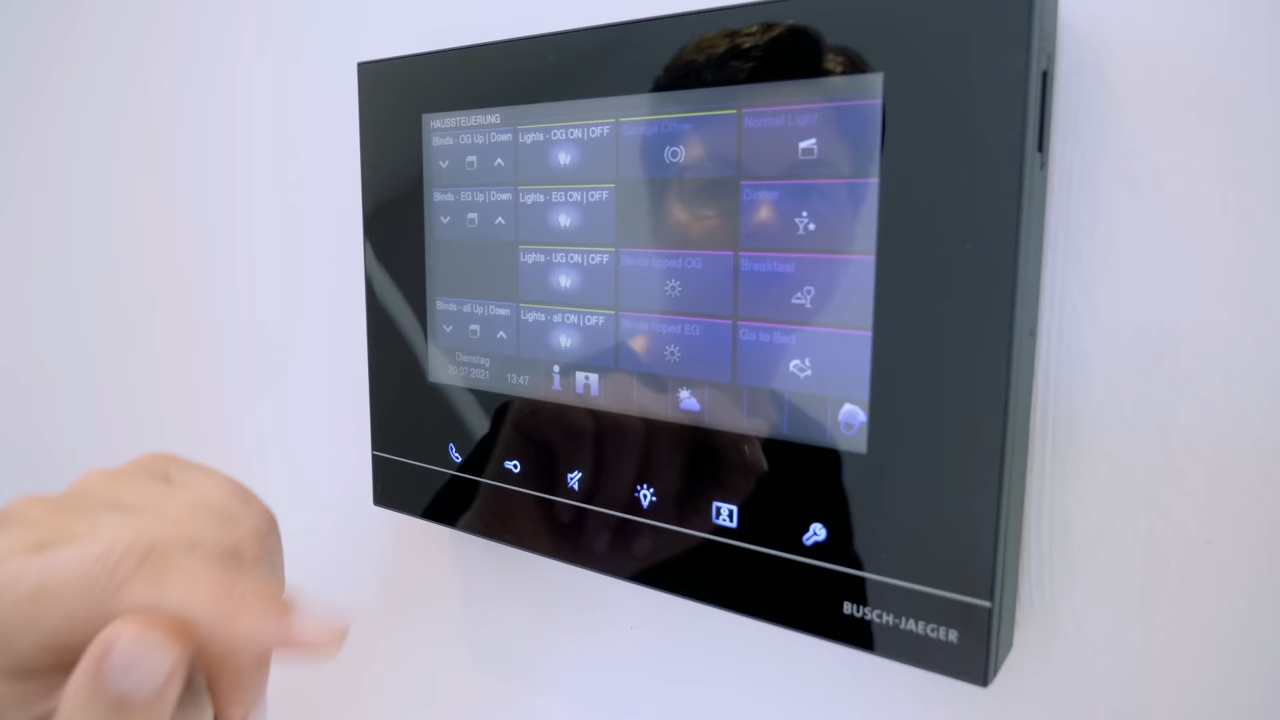 HAUSSTEUERUNG
Blinds - OG Up | Down
Lights - OG ON | OFF
Garage Öffner
Normal Light
Blinds - EG Up | Down
Lights - EG ON | OFF
Dinner
Lights - UG ON | OFF
Blinds tipped OG
Breakfast
Blinds - all Up | Down
Lights - all ON | OFF
Blinds tipped EG
Go to Bed
Dienstag
20.07.2021
13:47
BUSCH-JAEGER